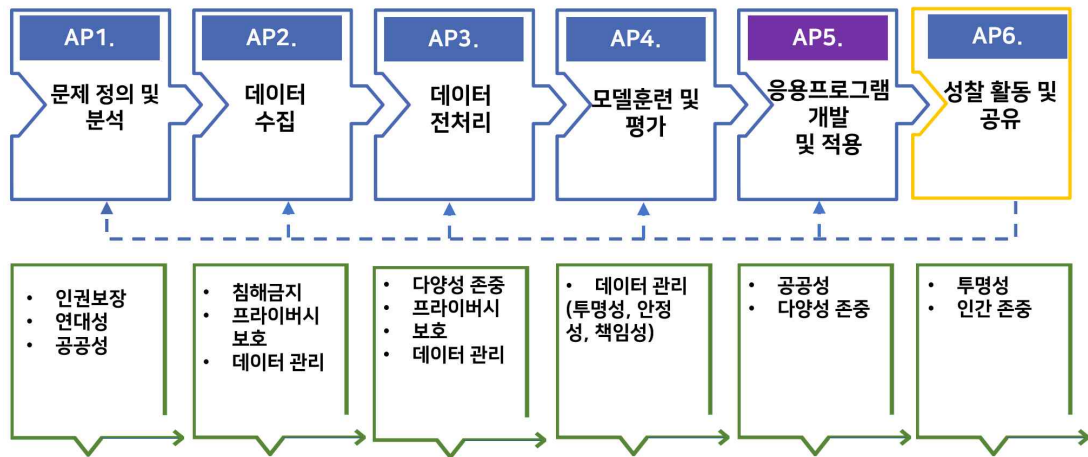 AP1.
문제 정의 및
분석
AP2.
데이터
수집
AP3.
데이터
전처리
AP4.
모델훈련 및
평가
AP5.
응용프로그램
개발
및 적용
AP6.
성찰 활동 및
공유
• 인권보장
• 연대성
• 공공성
• 침해금지
• 프라이버시
보호
• 데이터 관리
• 다양성 존중
• 프라이버시
• 보호
• 데이터 관리
• 데이터 관리
(투명성, 안정
성, 책임성)
• 공공성
• 다양성 존중
• 투명성
• 인간 존중